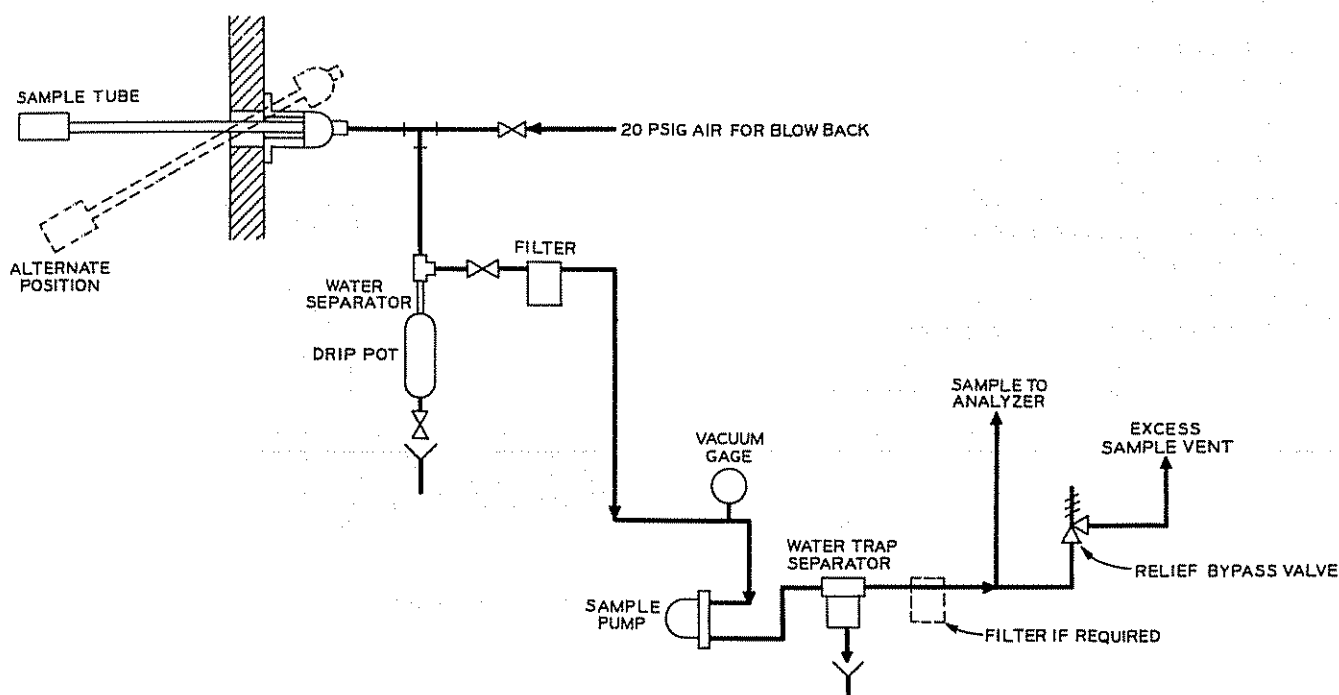 SAMPLE TUBE
20 PSIG AIR FOR BLOW BACK
ALTERNATE
POSITION
FILTER
WATER
SEPARATOR
DRIP POT
SAMPLE TO
ANALYZER
EXCESS
SAMPLE VENT
VACUUM
GAGE
WATER TRAP
SEPARATOR
RELIEF BYPASS VALVE
SAMPLE
PUMP
FILTER IF REQUIRED